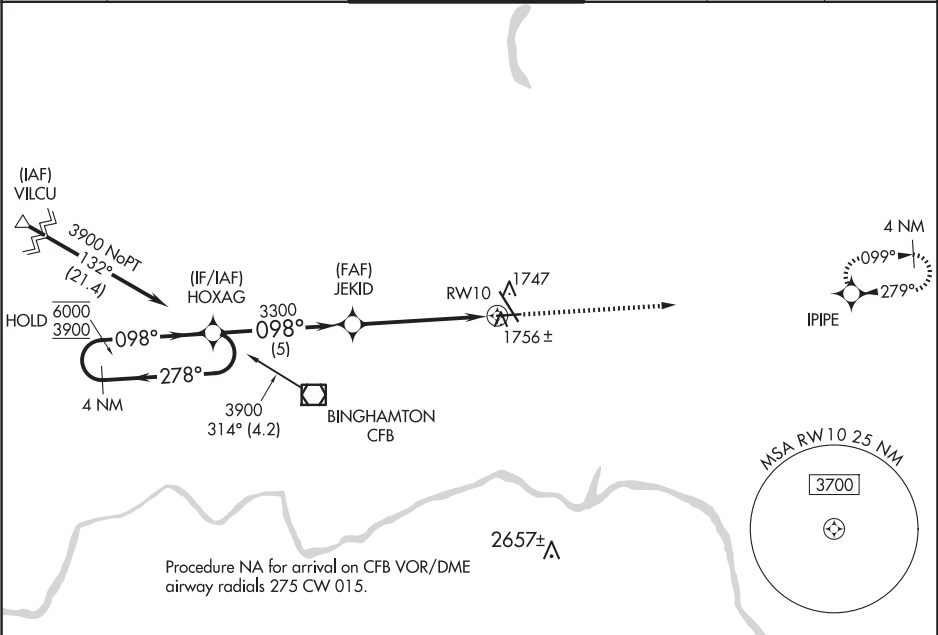 (IAF)
VILCU
3900 NoPT
132°
(21.4)
(IF/IAF)
HOXAG
(FAF)
JEKID
RW10
1747
1756 ±
4 NM
099°
279°
IPIPE
HOLD
6000
3900
098°
3300
098°
(5)
278°
4 NM
3900
314° (4.2)
BINGHAMTON
CFB
MSA RW10 25 NM
3700
2657±
Procedure NA for arrival on CFB VOR/DME
airway radials 275 CW 015.